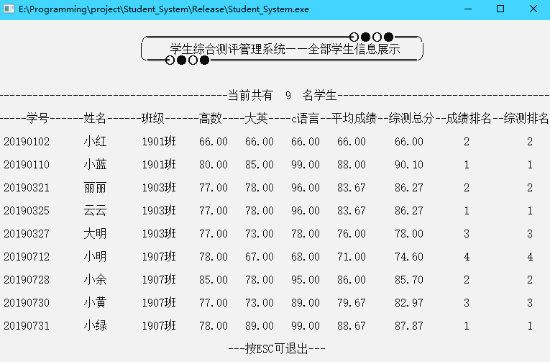 E:\Programming\project\Student_System\Release\Student_System.exe
学生综合测评管理系统——全部学生信息展示
----当前共有 9 名学生----
-----学号------姓名------班级------高数----大英----c语言--平均成绩--综测总分--成绩排名--综测排名
20190102 小红 1901班 66.00 66.00 66.00 66.00 66.00 2 2
20190110 小蓝 1901班 80.00 85.00 99.00 88.00 90.10 1 1
20190321 丽丽 1903班 77.00 78.00 96.00 83.67 86.27 2 2
20190325 云云 1903班 77.00 78.00 96.00 83.67 86.27 1 1
20190327 大明 1903班 77.00 73.00 78.00 76.00 78.00 3 3
20190712 小明 1907班 78.00 67.00 68.00 71.00 74.60 4 4
20190728 小余 1907班 85.00 78.00 95.00 86.00 85.70 2 2
20190730 小黄 1907班 77.00 73.00 89.00 79.67 82.97 3 3
20190731 小绿 1907班 78.00 89.00 99.00 88.67 87.87 1 1
---按ESC可退出---